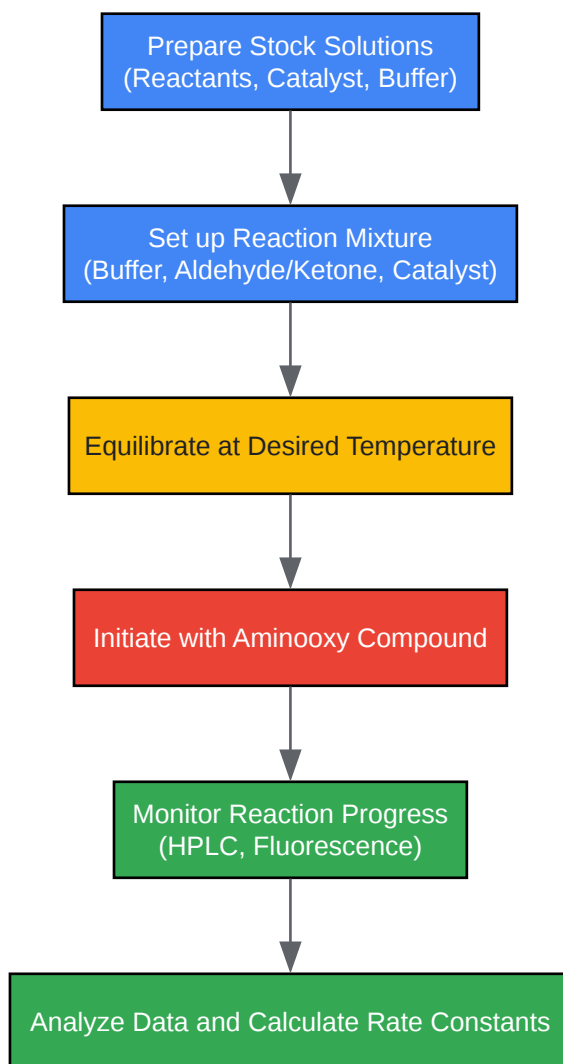 Prepare Stock Solutions
(Reactants, Catalyst, Buffer)
Set up Reaction Mixture
(Buffer, Aldehyde/Ketone, Catalyst)
Equilibrate at Desired Temperature
Initiate with Aminooxy Compound
Monitor Reaction Progress
(HPLC, Fluorescence)
Analyze Data and Calculate Rate Constants